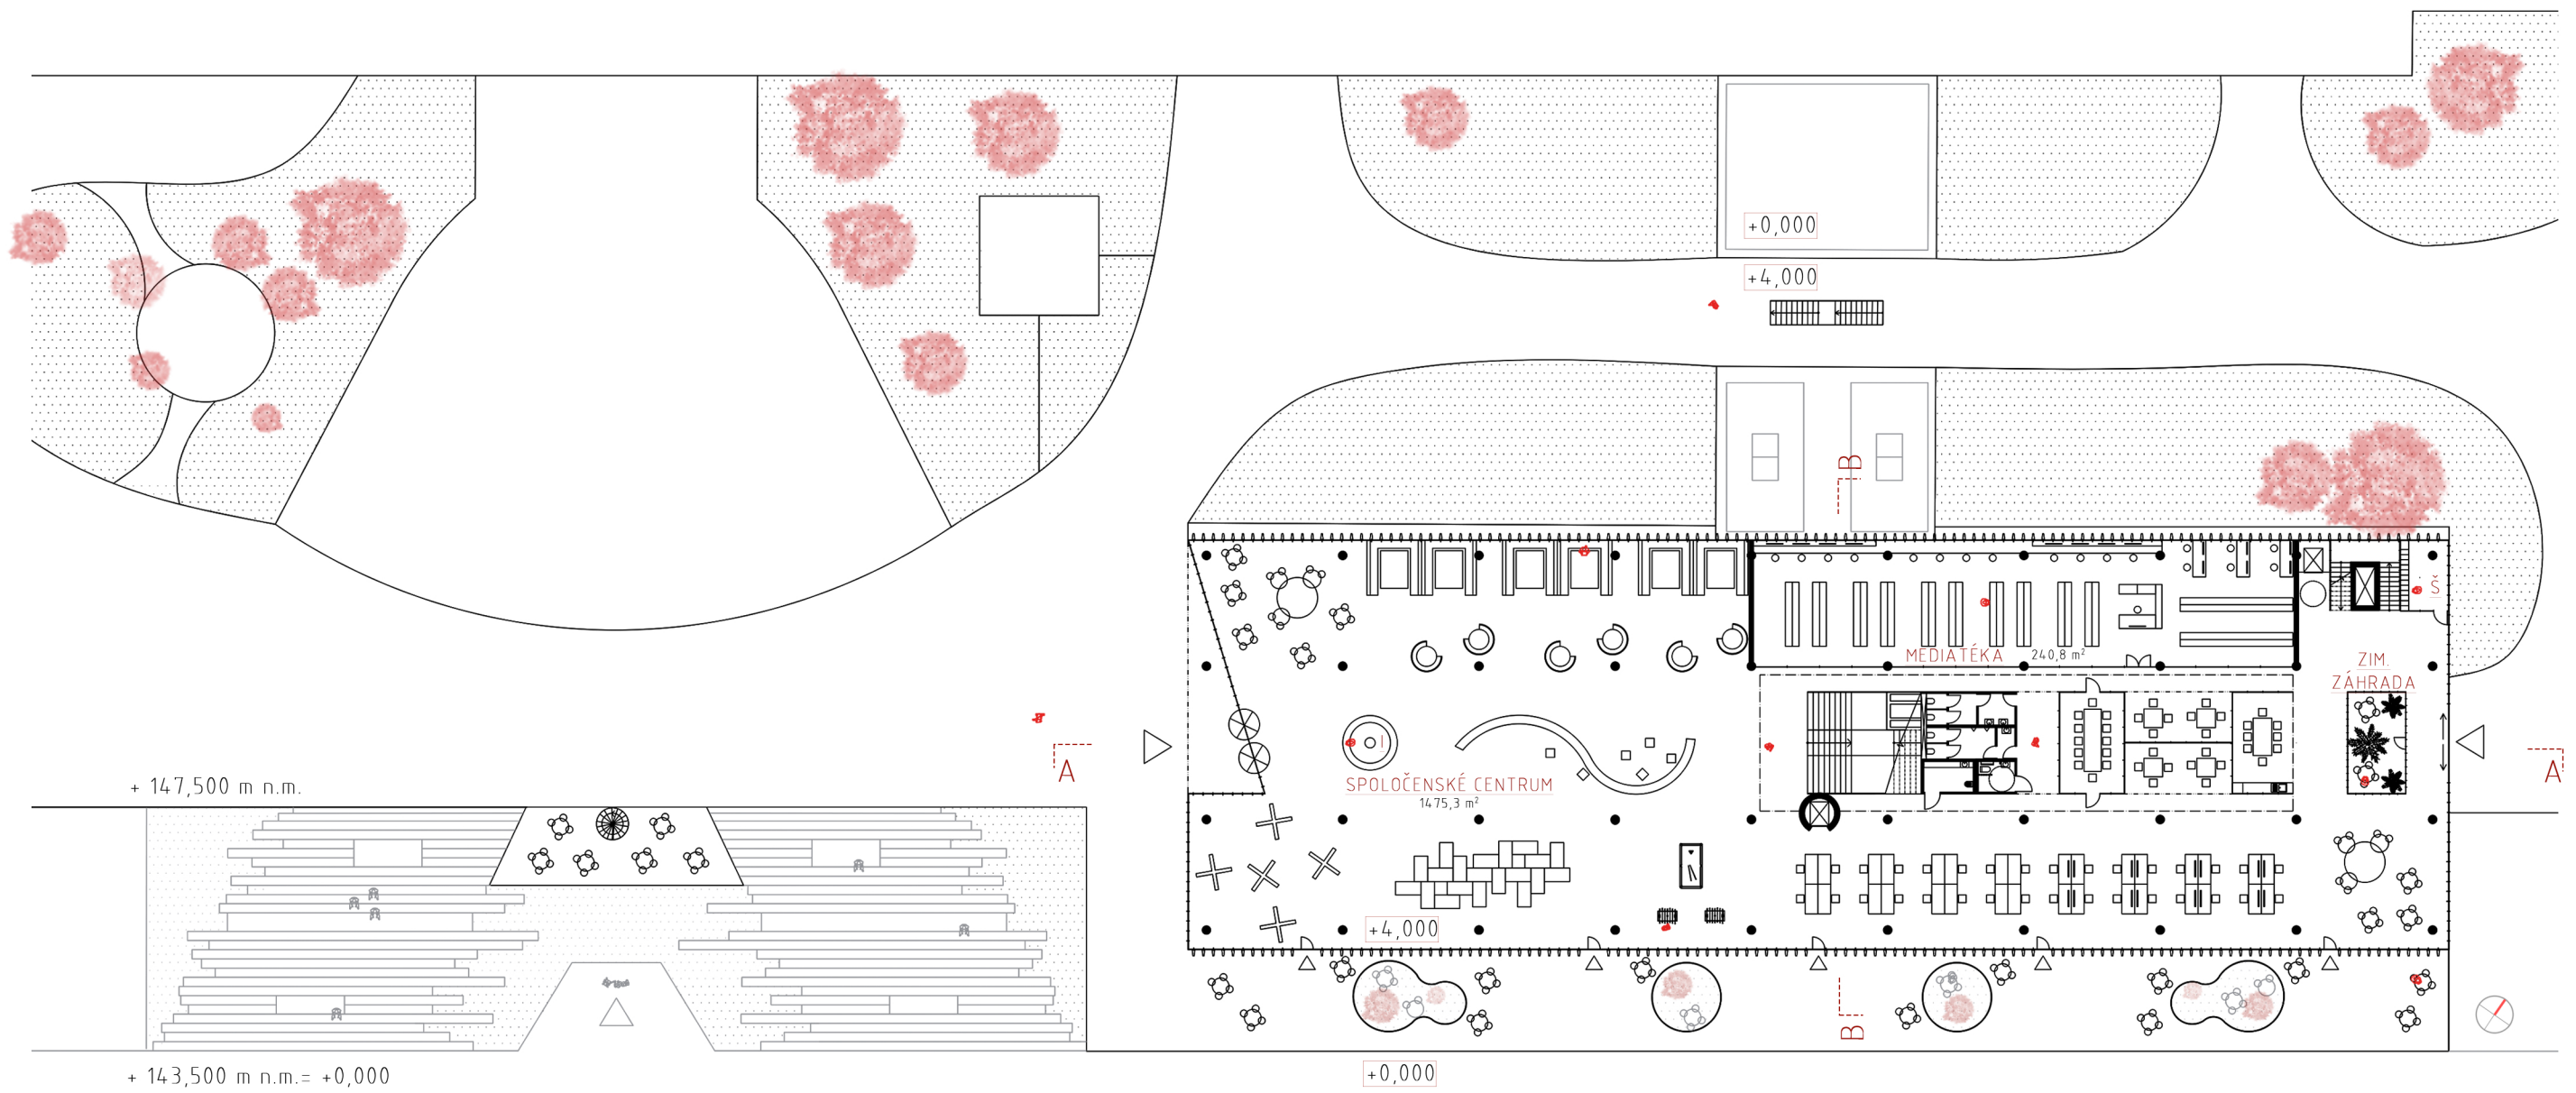 +0,000
+4,000
B
Š
MEDIATÉKA 240,8 m²
ZIM.
ZÁHRADA
I
A
SPOLOČENSKÉ CENTRUM
1475,3 m²
A
+ 147,500 m n.m.
+4,000
B
+ 143,500 m n.m.= +0,000
+0,000